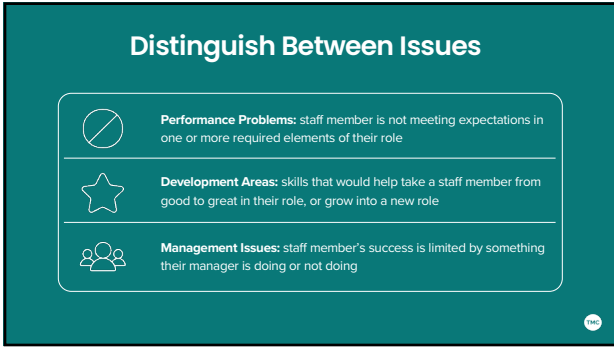 Distinguish Between Issues
Performance Problems: staff member is not meeting expectations in
one or more required elements of their role
Development Areas: skills that would help take a staff member from
good to great in their role, or grow into a new role
Management Issues: staff member’s success is limited by something
their manager is doing or not doing
TMC